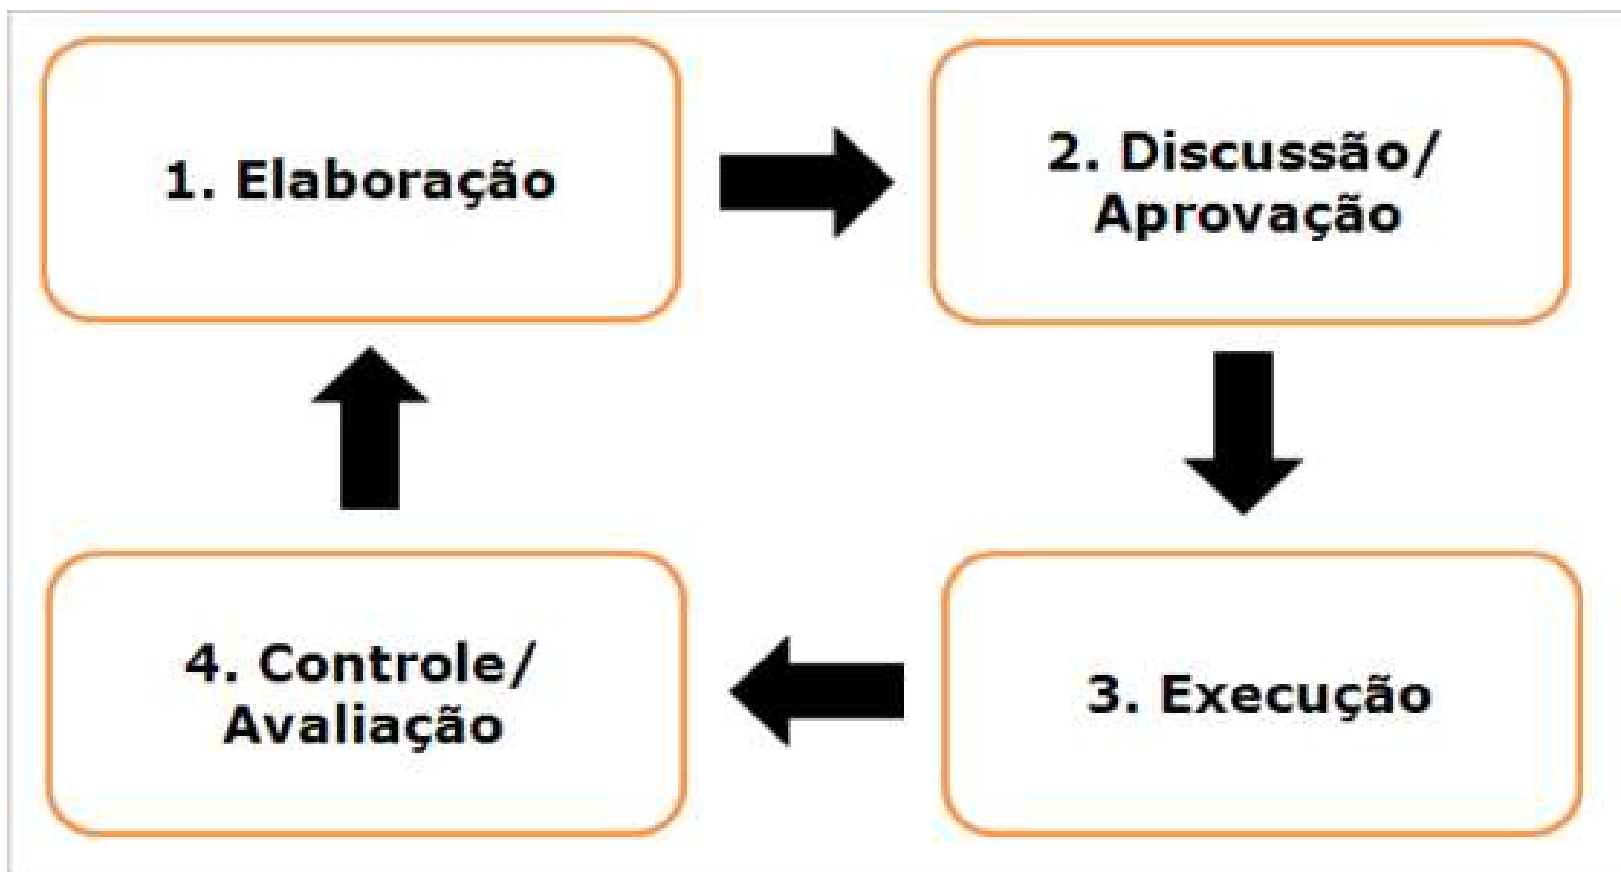 1. Elaboração
2. Discussão/
Aprovação
3. Execução
4. Controle/
Avaliação